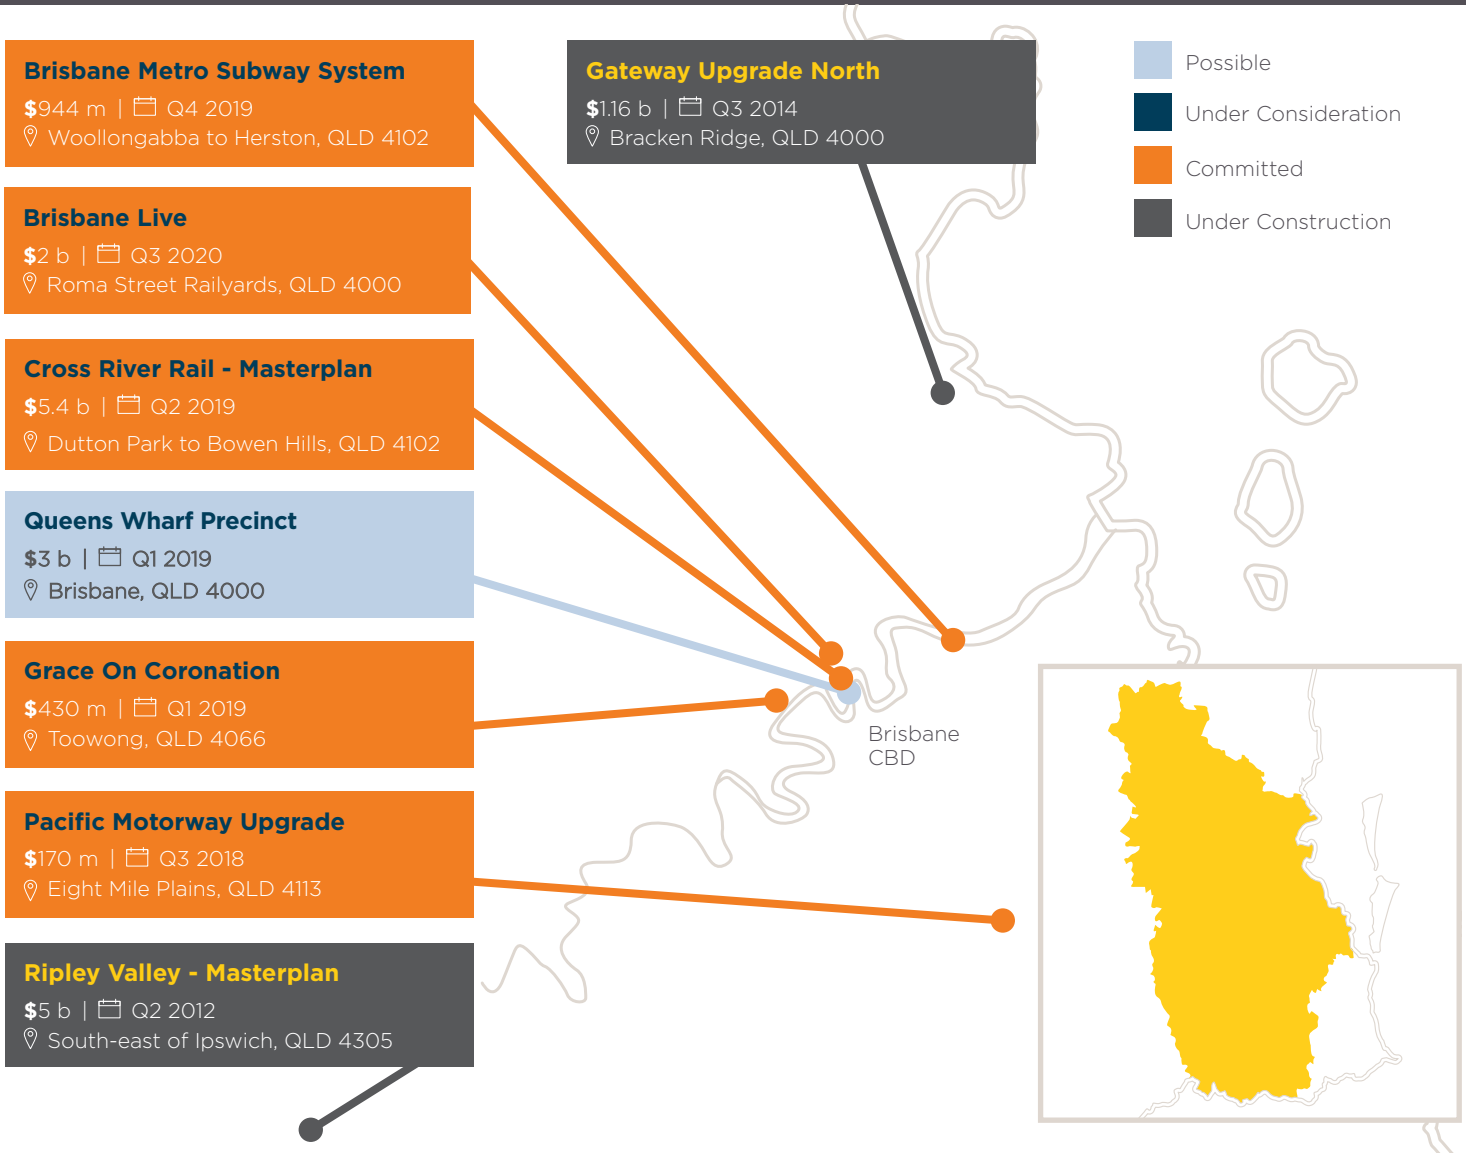 Brisbane Metro Subway System
$944 m | Q4 2019
Woollongabba to Herston, QLD 4102
Brisbane Live
$2 b | Q3 2020
Roma Street Railyards, QLD 4000
Cross River Rail - Masterplan
$5.4 b | Q2 2019
Dutton Park to Bowen Hills, QLD 4102
Queens Wharf Precinct
$3 b | Q1 2019
Brisbane, QLD 4000
Grace On Coronation
$430 m | Q1 2019
Toowong, QLD 4066
Pacific Motorway Upgrade
$170 m | Q3 2018
Eight Mile Plains, QLD 4113
Ripley Valley - Masterplan
$5 b | Q2 2012
South-east of Ipswich, QLD 4305
Gateway Upgrade North
$1.16 b | Q3 2014
Bracken Ridge, QLD 4000
Possible
Under Consideration
Committed
Under Construction
Brisbane
CBD